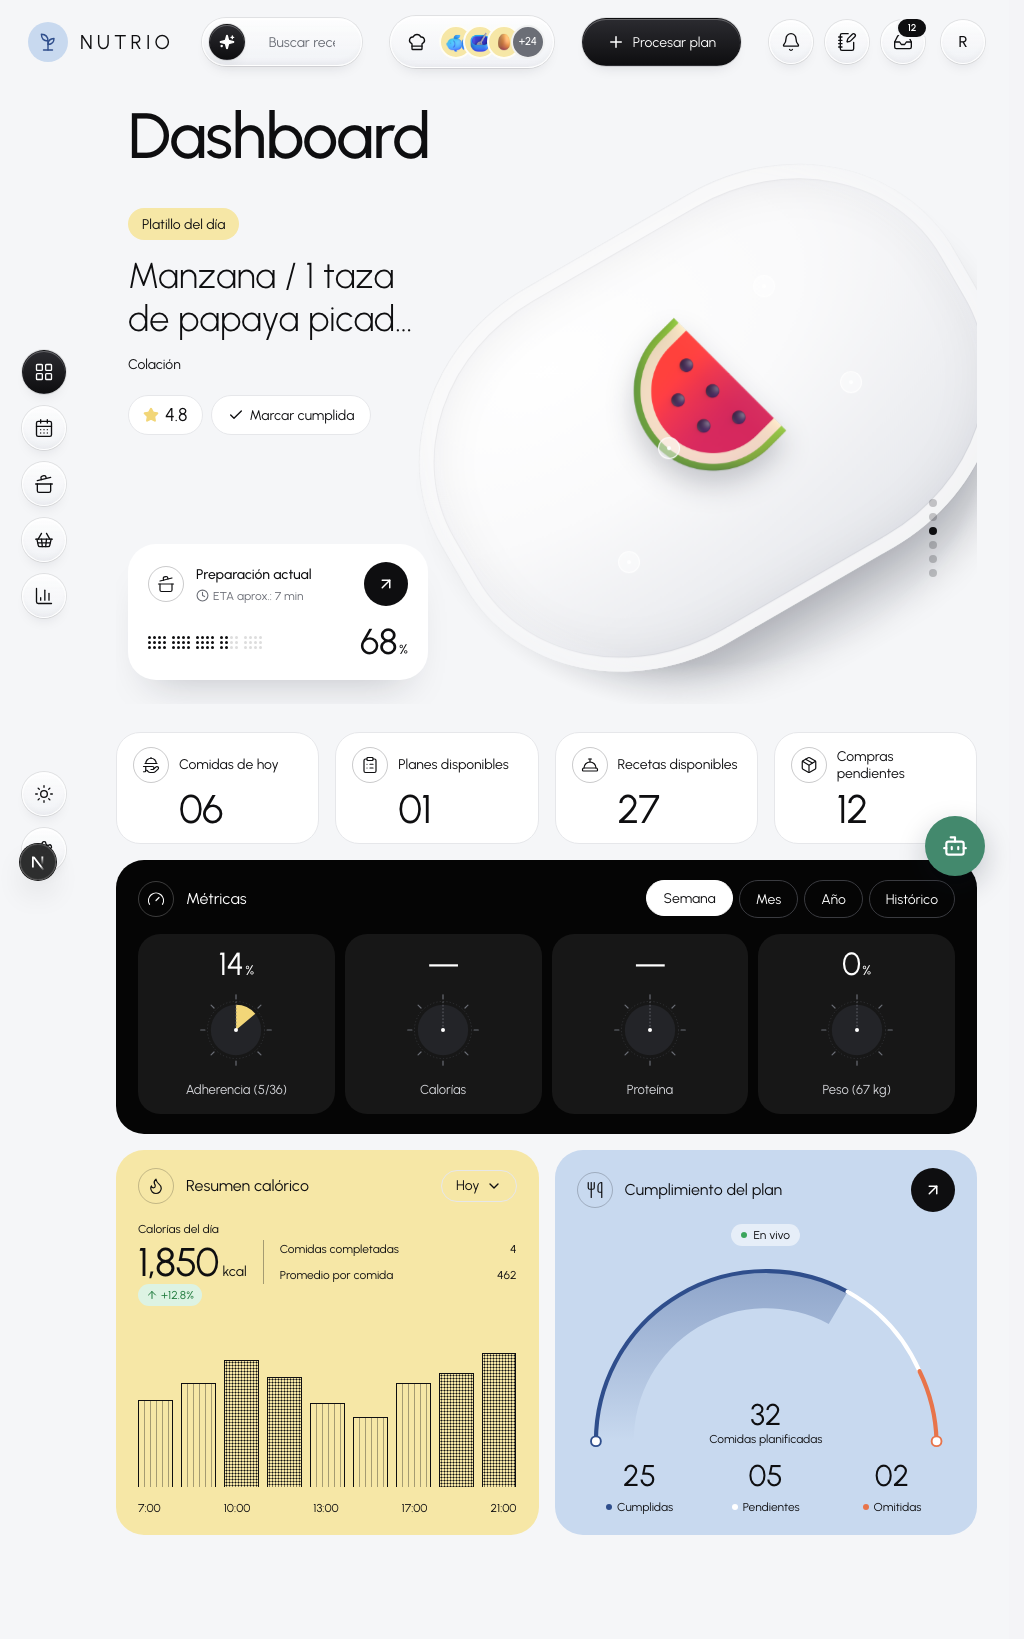 NUTRIO
Buscar rece
+24
Procesar plan
12
R
Dashboard
Platillo del día
Manzana / 1 taza
de papaya picad...
Colación
4.8
Marcar cumplida
Preparación actual
ETA aprox.: 7 min
68%
Comidas de hoy
06
Planes disponibles
01
Recetas disponibles
27
Compras
pendientes
12
N
Métricas
Semana
Mes
Año
Histórico
14%
Adherencia (5/36)
—
Calorías
—
Proteína
0%
Peso (67 kg)
Resumen calórico
Hoy
Calorías del día
1,850 kcal
+12.8%
Comidas completadas 4
Promedio por comida 462
7:00 10:00 13:00 17:00 21:00
Cumplimiento del plan
En vivo
32
Comidas planificadas
25
Cumplidas
05
Pendientes
02
Omitidas